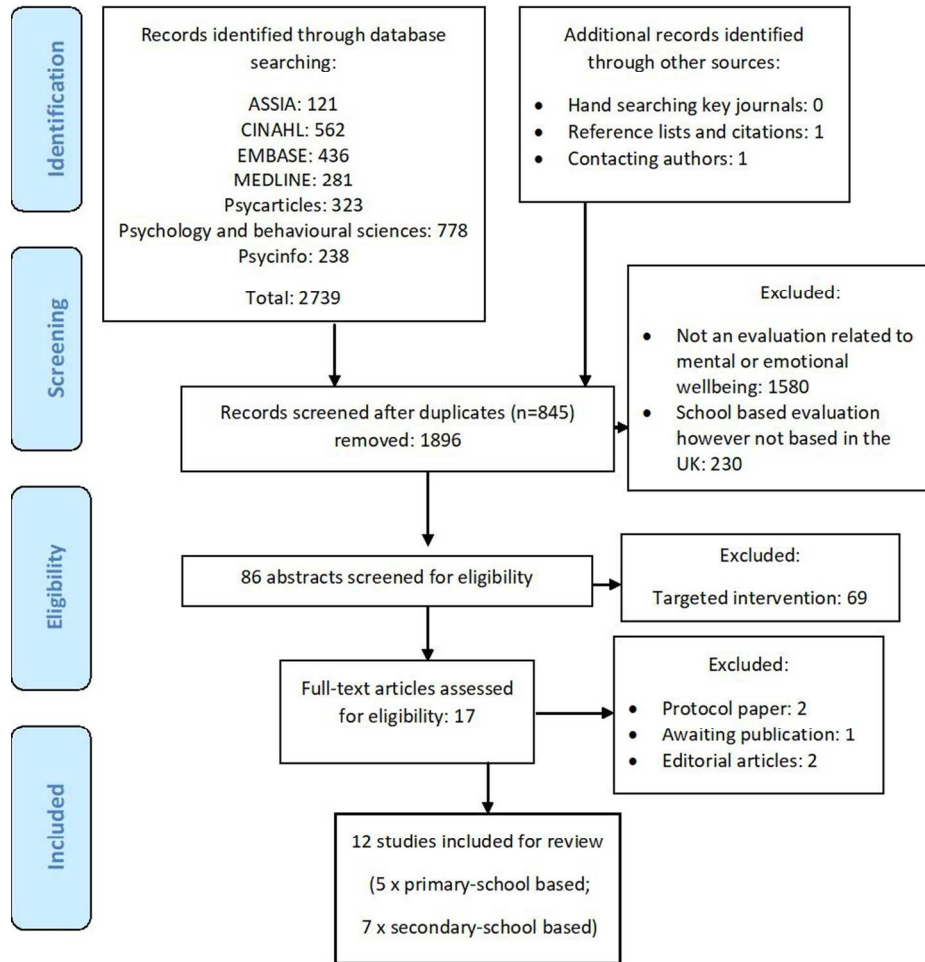 Identification
Records identified through database
searching:
ASSIA: 121
CINAHL: 562
EMBASE: 436
MEDLINE: 281
Psycarticles: 323
Psychology and behavioural sciences: 778
Psycinfo: 238
Total: 2739
Additional records identified
through other sources:
• Hand searching key journals: 0
• Reference lists and citations: 1
• Contacting authors: 1
Screening
Records screened after duplicates (n=845)
removed: 1896
Excluded:
• Not an evaluation related to
mental or emotional
wellbeing: 1580
• School based evaluation
however not based in the
UK: 230
Eligibility
86 abstracts screened for eligibility
Excluded:
Targeted intervention: 69
Full-text articles assessed
for eligibility: 17
Excluded:
• Protocol paper: 2
• Awaiting publication: 1
• Editorial articles: 2
Included
12 studies included for review
(5 x primary-school based;
7 x secondary-school based)